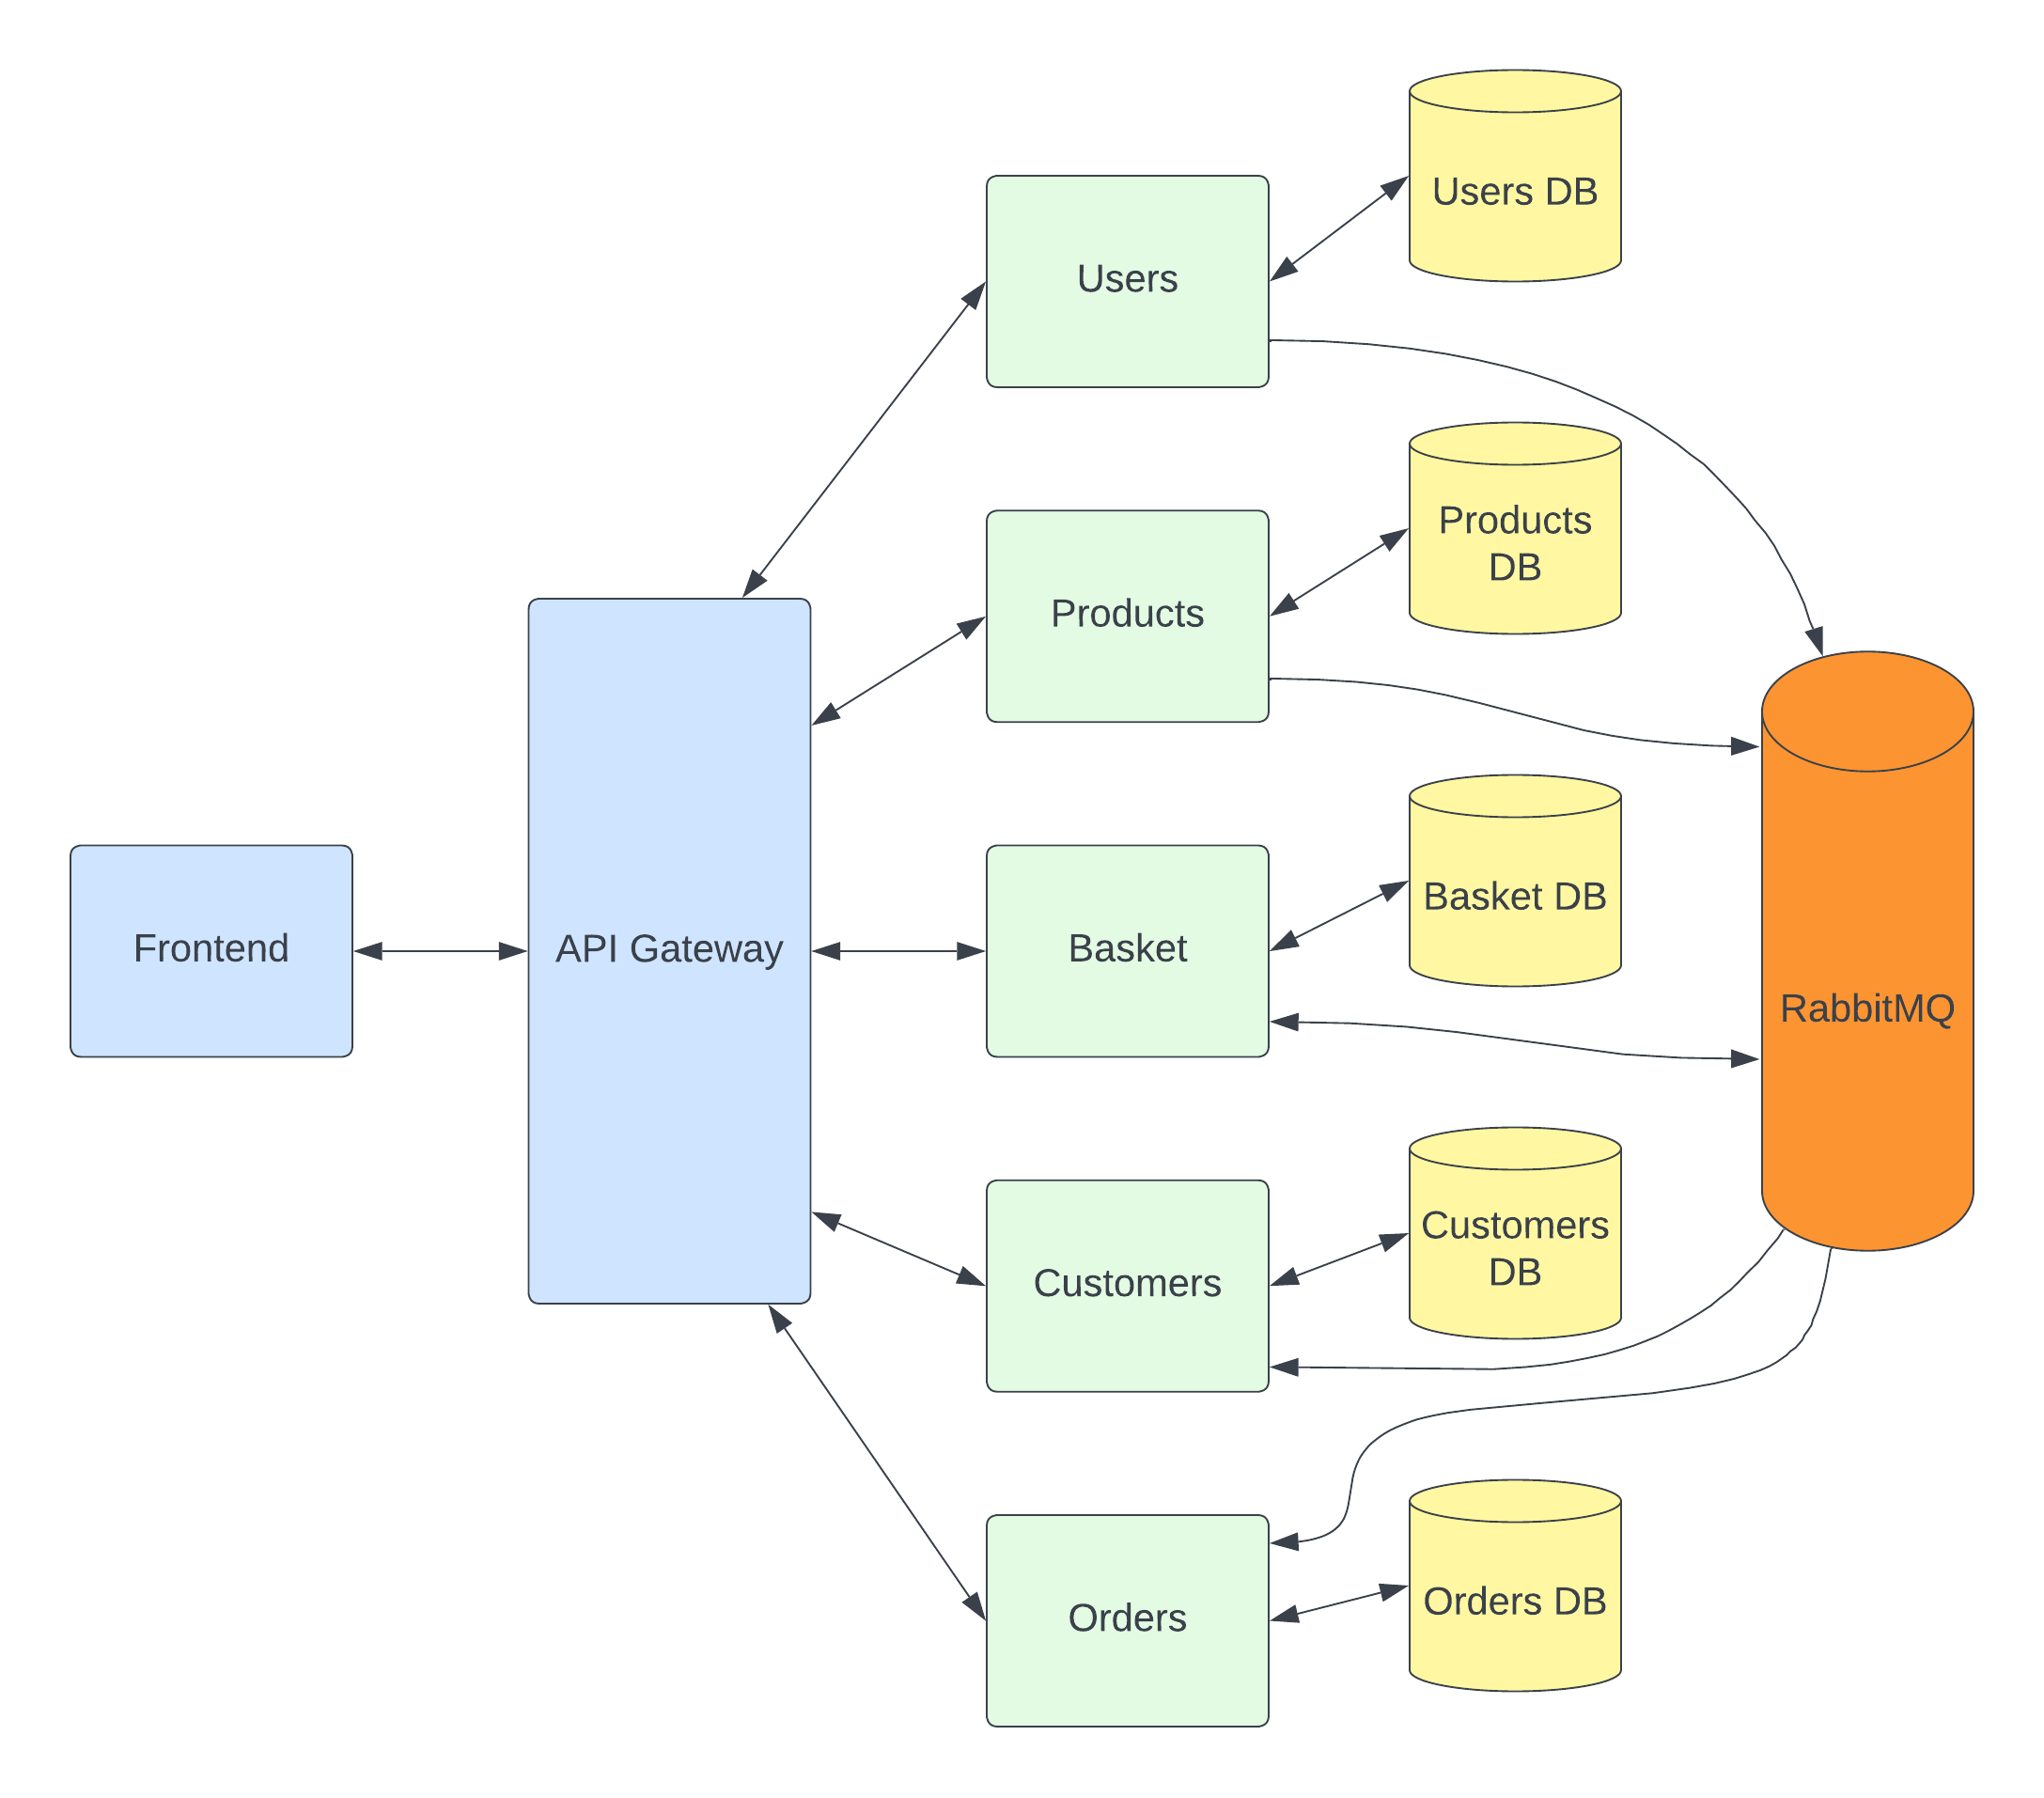 Users DB
Users
Products
DB
Products
Frontend
API Gateway
Basket
Basket DB
RabbitMQ
Customers
DB
Customers
Orders
Orders DB